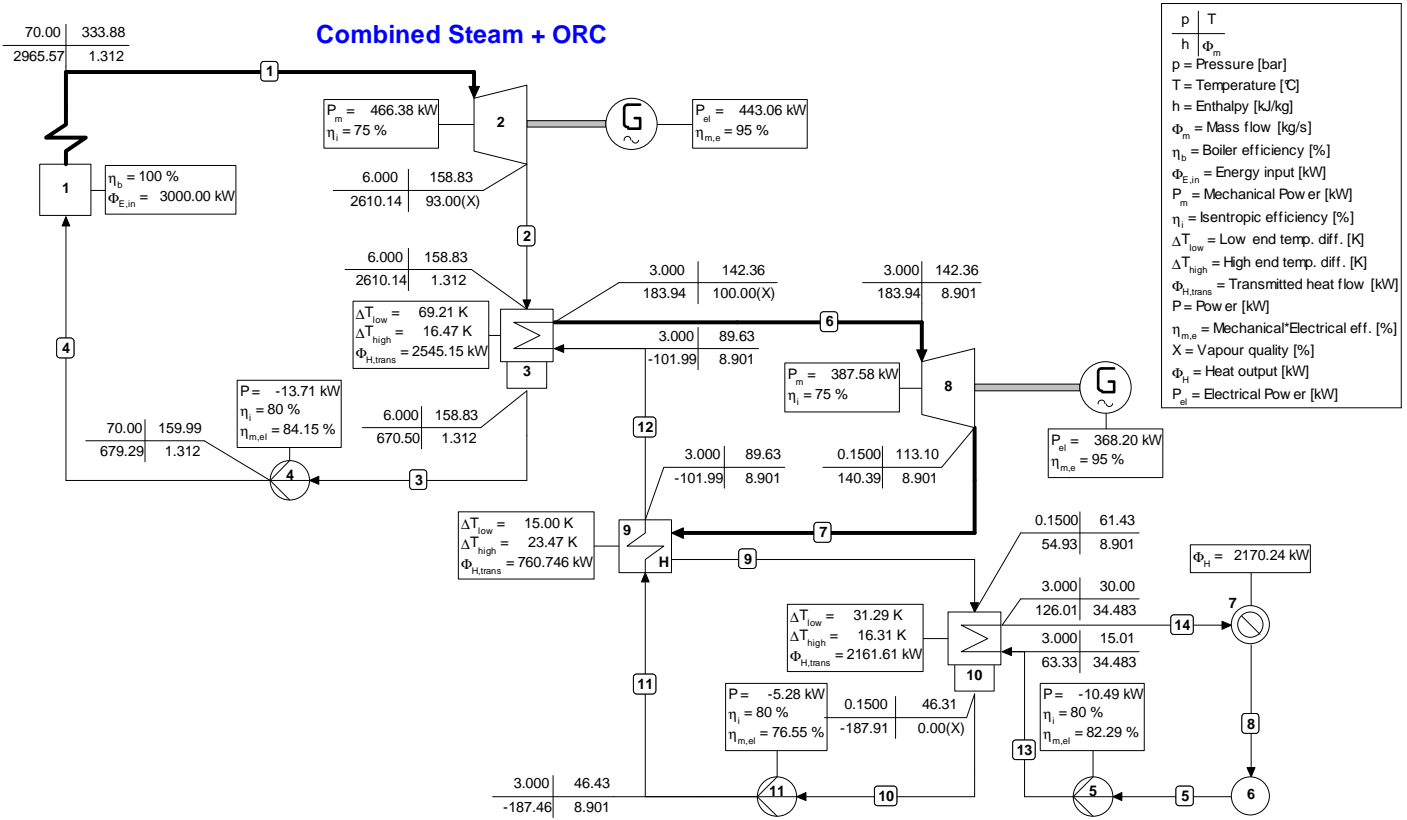 Combined Steam + ORC
70.00 333.88
2965.57 1.312
1
P_m = 466.38 kW
η_i = 75 %
2
G
~
P_el = 443.06 kW
η_m,e = 95 %
1
η_b = 100 %
Φ_E,in = 3000.00 kW
6.000 158.83
2610.14 93.00(X)
2
6.000 158.83
2610.14 1.312
ΔT_low = 69.21 K
ΔT_high = 16.47 K
Φ_H,trans = 2545.15 kW
3
3.000 142.36
183.94 100.00(X)
6
3.000 142.36
183.94 8.901
3.000 89.63
-101.99 8.901
4
P = -13.71 kW
η_i = 80 %
η_m,el = 84.15 %
6.000 158.83
670.50 1.312
70.00 159.99
679.29 1.312
4
3
12
P_m = 387.58 kW
η_i = 75 %
8
G
~
P_el = 368.20 kW
η_m,e = 95 %
3.000 89.63
-101.99 8.901
0.1500 113.10
140.39 8.901
7
ΔT_low = 15.00 K
ΔT_high = 23.47 K
Φ_H,trans = 760.746 kW
9
H
9
0.1500 61.43
54.93 8.901
Φ_H = 2170.24 kW
3.000 30.00
126.01 34.483
14
7
ΔT_low = 31.29 K
ΔT_high = 16.31 K
Φ_H,trans = 2161.61 kW
3.000 15.01
63.33 34.483
10
11
P = -5.28 kW
η_i = 80 %
η_m,el = 76.55 %
0.1500 46.31
-187.91 0.00(X)
P = -10.49 kW
η_i = 80 %
η_m,el = 82.29 %
13
8
3.000 46.43
-187.46 8.901
11
10
5
5
6
p T
h Φ_m
p = Pressure [bar]
T = Temperature [°C]
h = Enthalpy [kJ/kg]
Φ_m = Mass flow [kg/s]
η_b = Boiler efficiency [%]
Φ_E,in = Energy input [kW]
P_m = Mechanical Power [kW]
η_i = Isentropic efficiency [%]
ΔT_low = Low end temp. diff. [K]
ΔT_high = High end temp. diff. [K]
Φ_H,trans = Transmitted heat flow [kW]
P = Power [kW]
η_m,e = Mechanical*Electrical eff. [%]
X = Vapour quality [%]
Φ_H = Heat output [kW]
P_el = Electrical Power [kW]